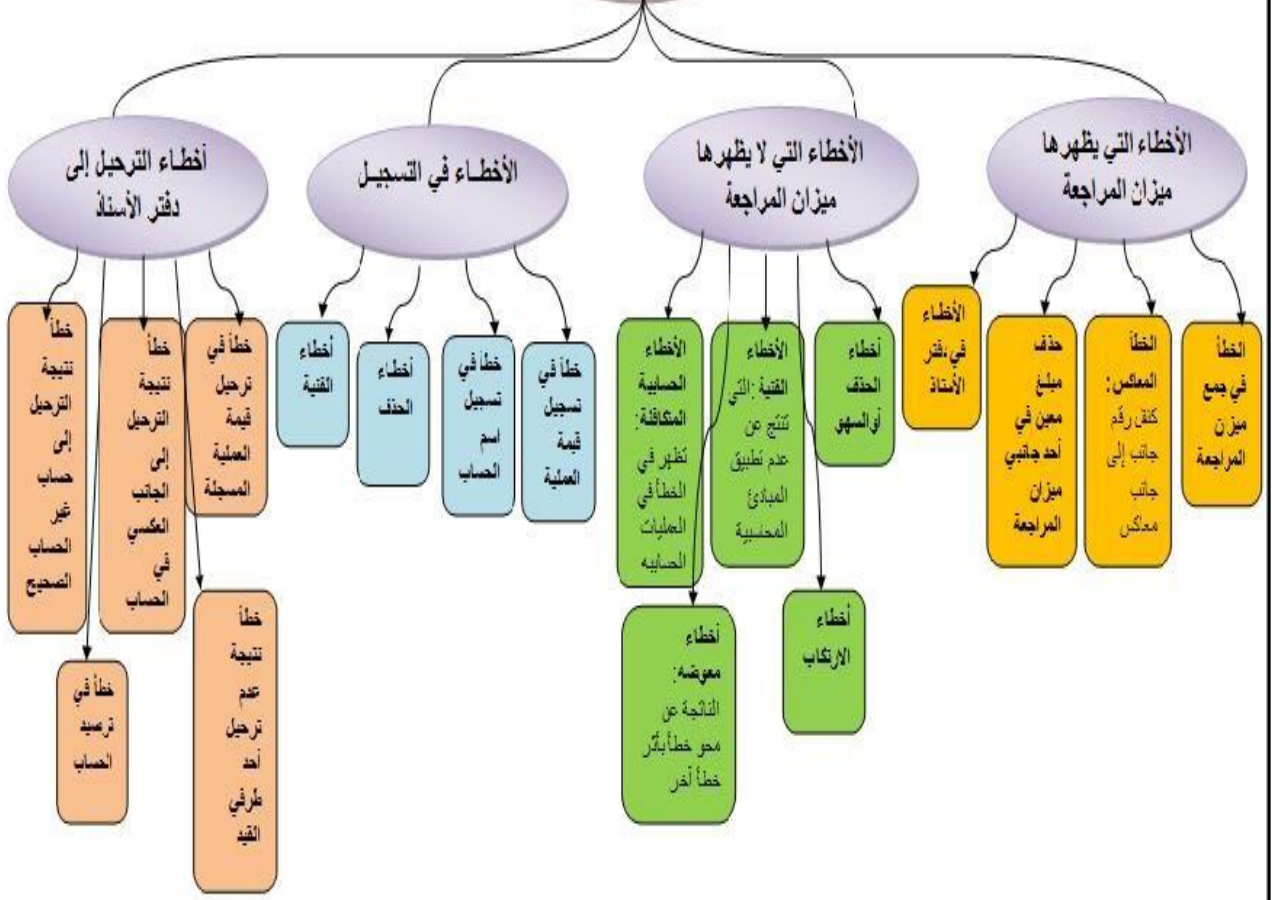 الأخطاء التي يظهرها
ميزان المراجعة
الأخطاء التي لا يظهرها
ميزان المراجعة
الأخطـاء في التسجيـل
أخطـاء الترحيل إلى
دفتر الأستاذ
الخطأ
في جمع
ميزن
المراجعة
الخطأ
المعاكس:
كنقل رقم
جانب إلى
جانب
معاكس
حذف
مبلغ
معين في
أحد جانبي
ميزان
المراجعة
الأخطاء
في دفتر
الأستاذ
أخطاء
الحذف
أو السهو
الأخطاء
الفنية :التي
تنتج عن
عدم تطبيق
المبادئ
المحاسبية
الأخطاء
الحسابية
المتكافئة:
تظهر في
الخطأ في
العمليات
الحسابيه
أخطاء
الارتكاب
أخطاء
معوضه:
الناتجة عن
محو خطأ بأثر
خطأ أخر
خطأ في
تسجيل
قيمة
العملية
خطأ في
تسجيل
اسم
الحساب
أخطاء
الحذف
أخطاء
الفنية
خطأ في
ترحيل
قيمة
العملية
المسجلة
خطأ
نتيجة
الترحيل
إلى
الجانب
العكسي
في
الحساب
خطأ
نتيجة
الترحيل
إلى
حساب
غير
الحساب
الصحيح
خطأ
نتيجة
عدم
ترحيل
أحد
طرفي
القيد
خطأ في
ترصيد
الحساب